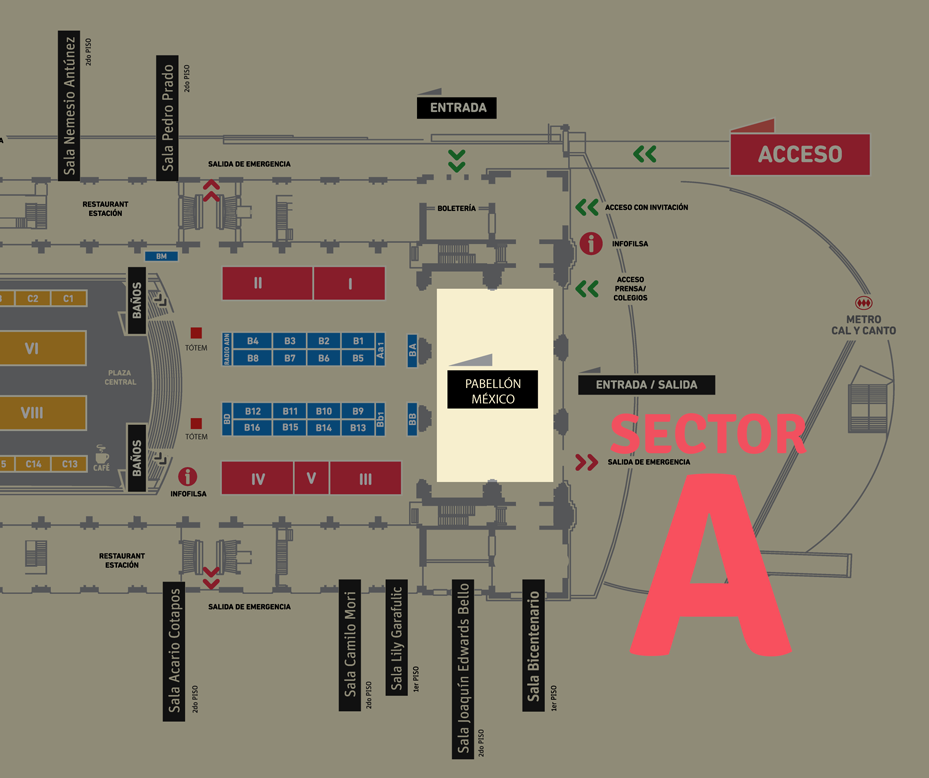 Sala Nemesio Antúnez
2do PISO
Sala Pedro Prado
2do PISO
ENTRADA
ACCESO
SALIDA DE EMERGENCIA
RESTAURANT
ESTACIÓN
BOLETERÍA
ACCESO CON INVITACIÓN
i INFOFILSA
ACCESO
PRENSA/
COLEGIOS
METRO
CAL Y CANTO
BM
BAÑOS
II I
C2 C1
VI
TÓTEM
RADIO ADN
B4 B3 B2 B1
B8 B7 B6 B5
Aa1
BA
PLAZA
CENTRAL
PABELLÓN
MÉXICO
ENTRADA / SALIDA
SECTOR
A
VIII
TÓTEM
BD
B12 B11 B10 B9
B16 B15 B14 B13
Bb1
BB
BAÑOS
CAFÉ
5 C14 C13
i
INFOFILSA
IV V III
SALIDA DE EMERGENCIA
RESTAURANT
ESTACIÓN
SALIDA DE EMERGENCIA
Sala Acario Cotapos
2do PISO
Sala Camilo Mori
2do PISO
Sala Lily Garafulic
1er PISO
Sala Joaquín Edwards Bello
2do PISO
Sala Bicentenario
1er PISO